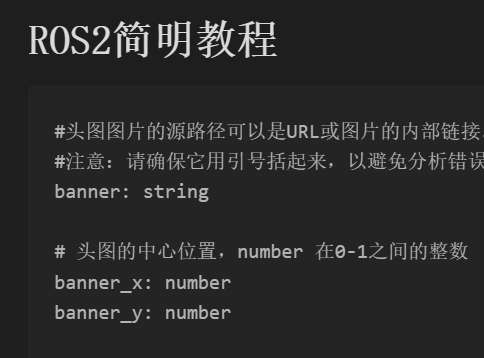 ROS2简明教程
#头图图片的源路径可以是URL或图片的内部链接
#注意: 请确保它用引号括起来, 以避免分析错误
banner: string
# 头图的中心位置, number 在0-1之间的整数
banner_x: number
banner_y: number